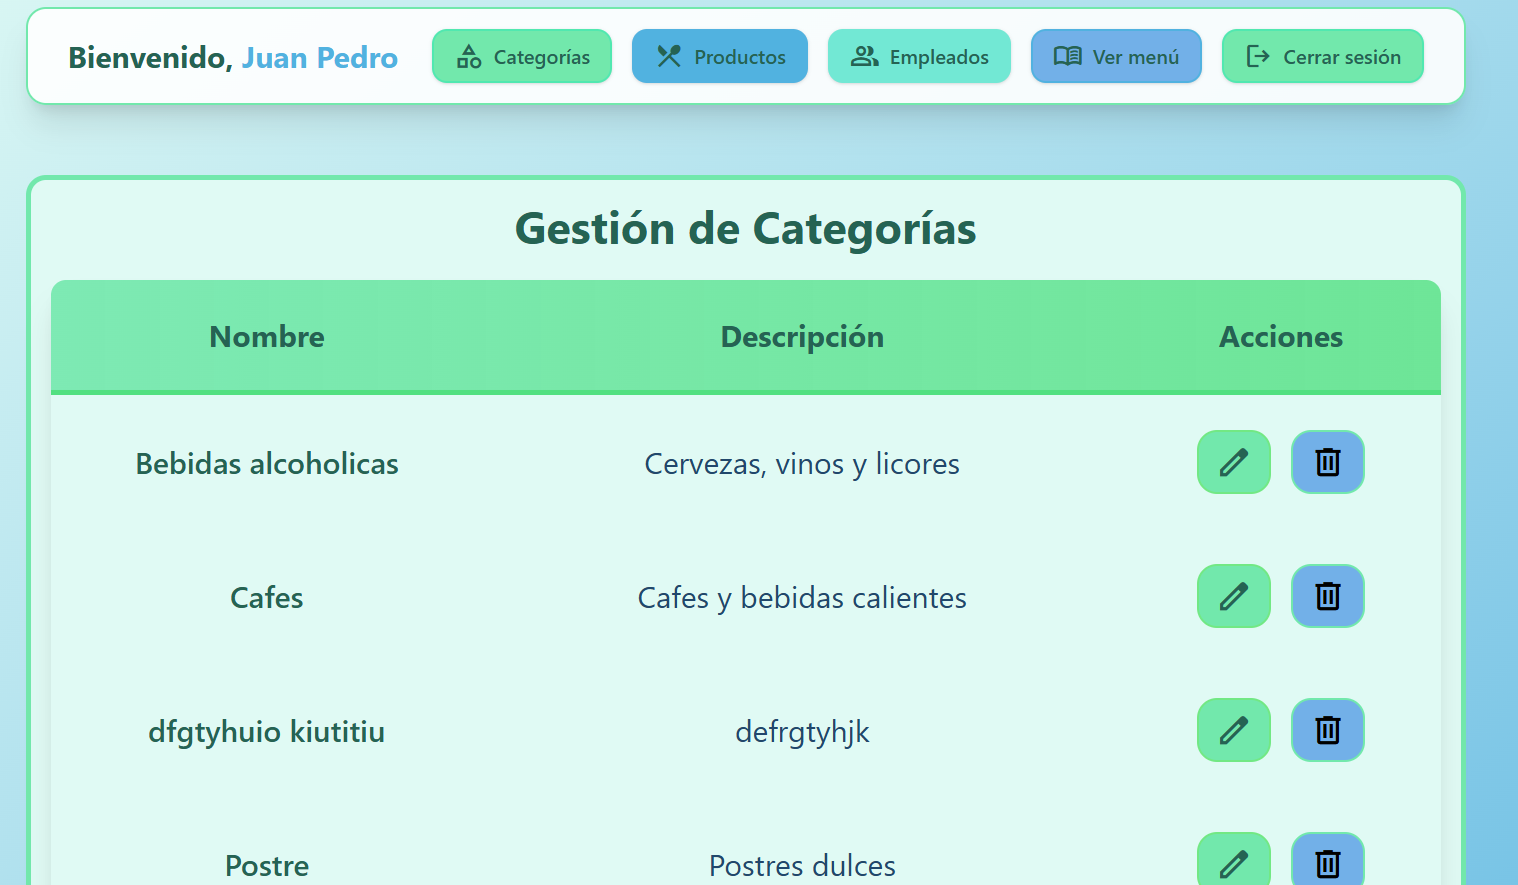 Bienvenido, Juan Pedro Categorías Productos Empleados Ver menú Cerrar sesión
Gestión de Categorías
Nombre Descripción Acciones
Bebidas alcoholicas Cervezas, vinos y licores
Cafes Cafes y bebidas calientes
dfgtyhuio kiutitiu defrgtyhjk
Postre Postres dulces